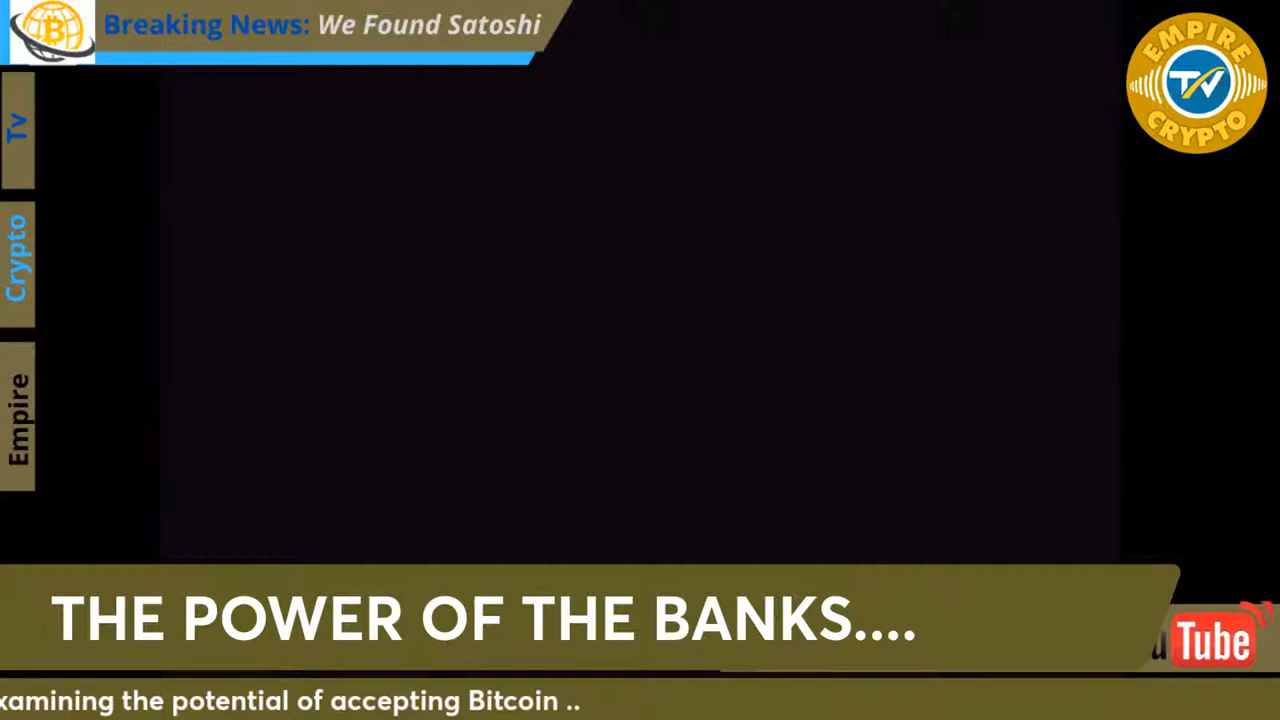 Breaking News: We Found Satoshi
EMPIRE
TV
CRYPTO
Tv
Crypto
Empire
THE POWER OF THE BANKS....
Tube
xamining the potential of accepting Bitcoin ..